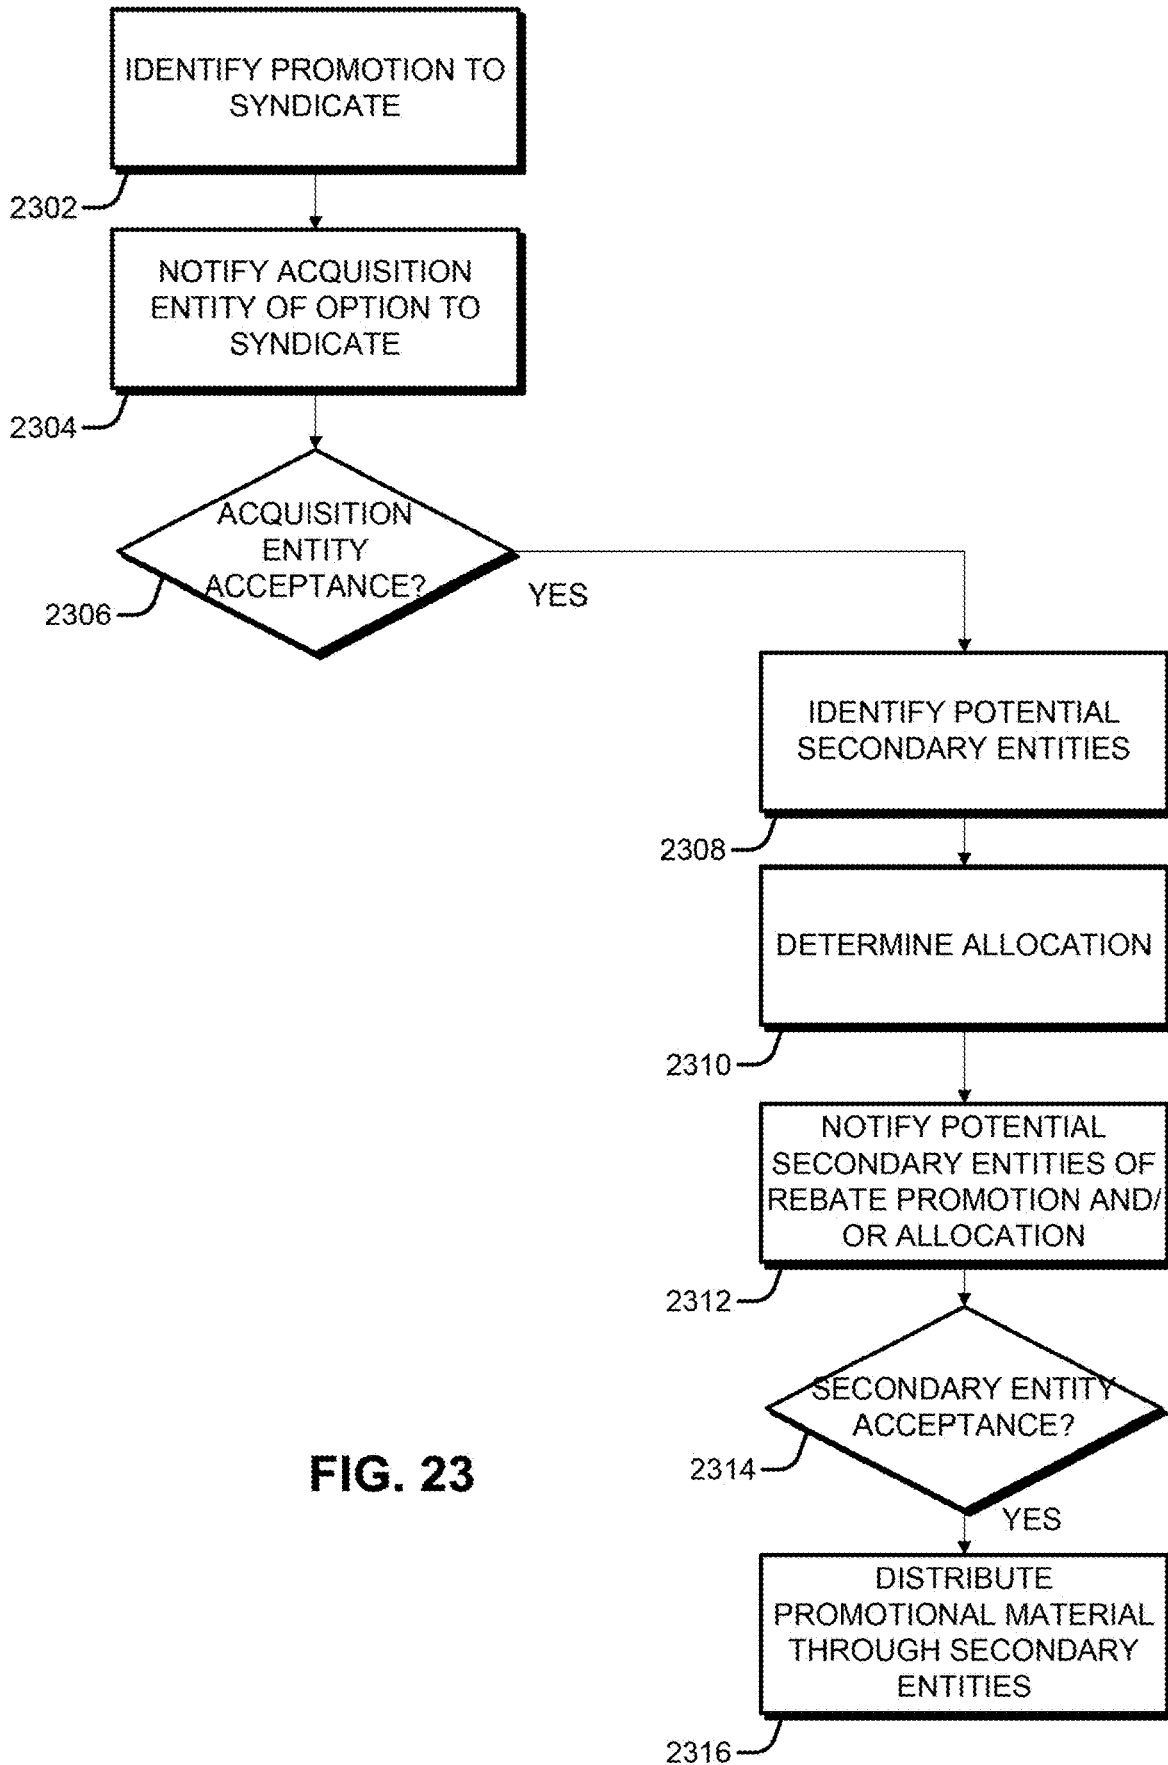 IDENTIFY PROMOTION TO
SYNDICATE
2302
NOTIFY ACQUISITION
ENTITY OF OPTION TO
SYNDICATE
2304
ACQUISITION
ENTITY
ACCEPTANCE?
2306
YES
IDENTIFY POTENTIAL
SECONDARY ENTITIES
2308
DETERMINE ALLOCATION
2310
NOTIFY POTENTIAL
SECONDARY ENTITIES OF
REBATE PROMOTION AND/
OR ALLOCATION
2312
SECONDARY ENTITY
ACCEPTANCE?
2314
YES
DISTRIBUTE
PROMOTIONAL MATERIAL
THROUGH SECONDARY
ENTITIES
2316
FIG. 23